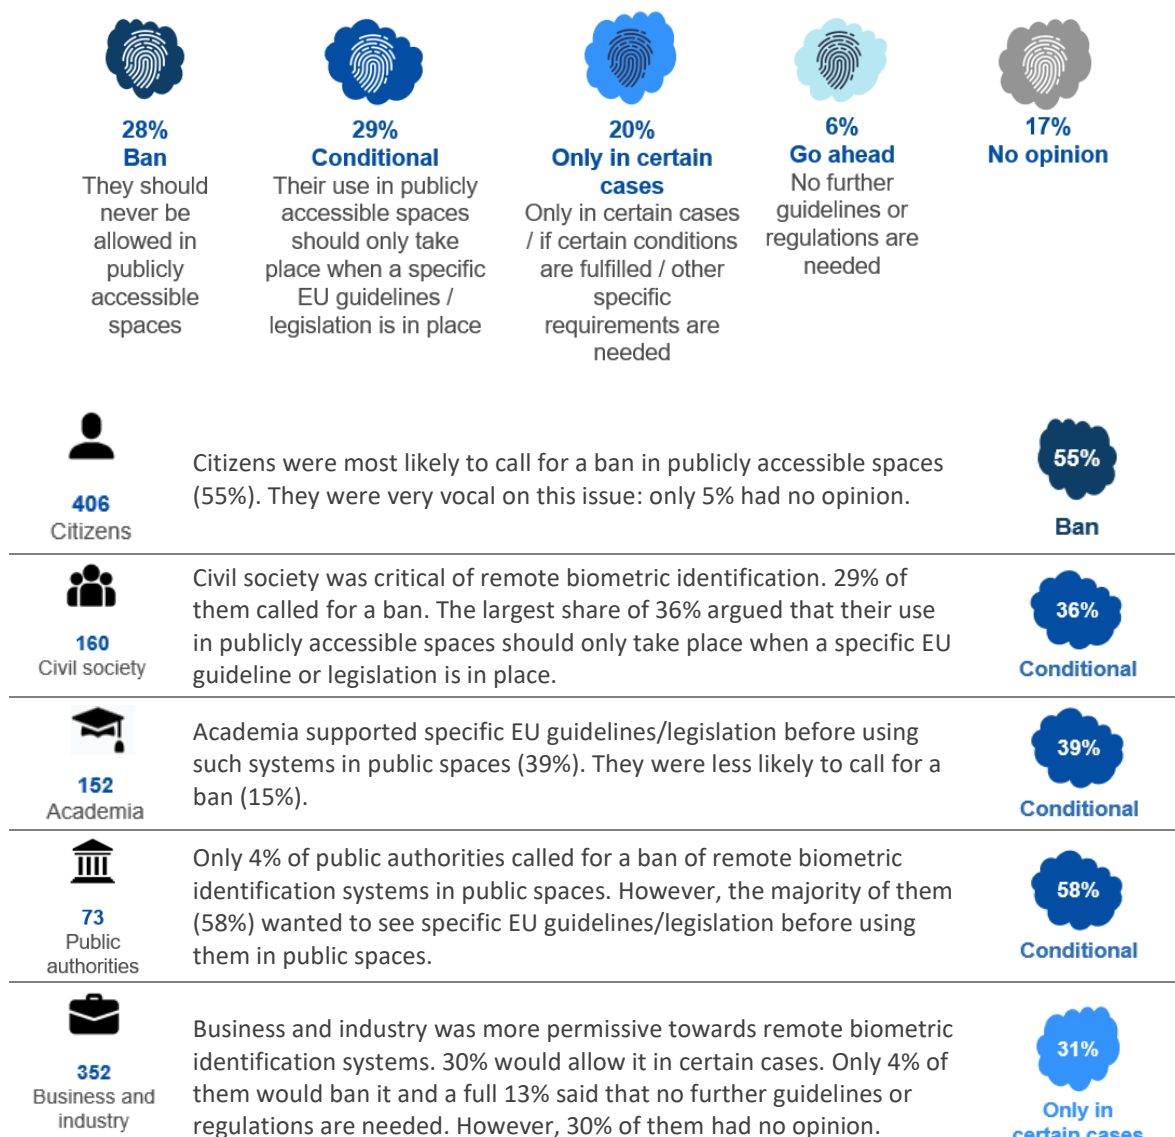 28%
Ban
They should
never be
allowed in
publicly
accessible
spaces
29%
Conditional
Their use in publicly
accessible spaces
should only take
place when a specific
EU guidelines /
legislation is in place
20%
Only in certain
cases
Only in certain cases
/ if certain conditions
are fulfilled / other
specific
requirements are
needed
6%
Go ahead
No further
guidelines or
regulations are
needed
17%
No opinion
406
Citizens
Citizens were most likely to call for a ban in publicly accessible spaces
(55%). They were very vocal on this issue: only 5% had no opinion.
55%
Ban
160
Civil society
Civil society was critical of remote biometric identification. 29% of
them called for a ban. The largest share of 36% argued that their use
in publicly accessible spaces should only take place when a specific EU
guideline or legislation is in place.
36%
Conditional
152
Academia
Academia supported specific EU guidelines/legislation before using
such systems in public spaces (39%). They were less likely to call for a
ban (15%).
39%
Conditional
73
Public
authorities
Only 4% of public authorities called for a ban of remote biometric
identification systems in public spaces. However, the majority of them
(58%) wanted to see specific EU guidelines/legislation before using
them in public spaces.
58%
Conditional
352
Business and
industry
Business and industry was more permissive towards remote biometric
identification systems. 30% would allow it in certain cases. Only 4% of
them would ban it and a full 13% said that no further guidelines or
regulations are needed. However, 30% of them had no opinion.
31%
Only in
certain cases